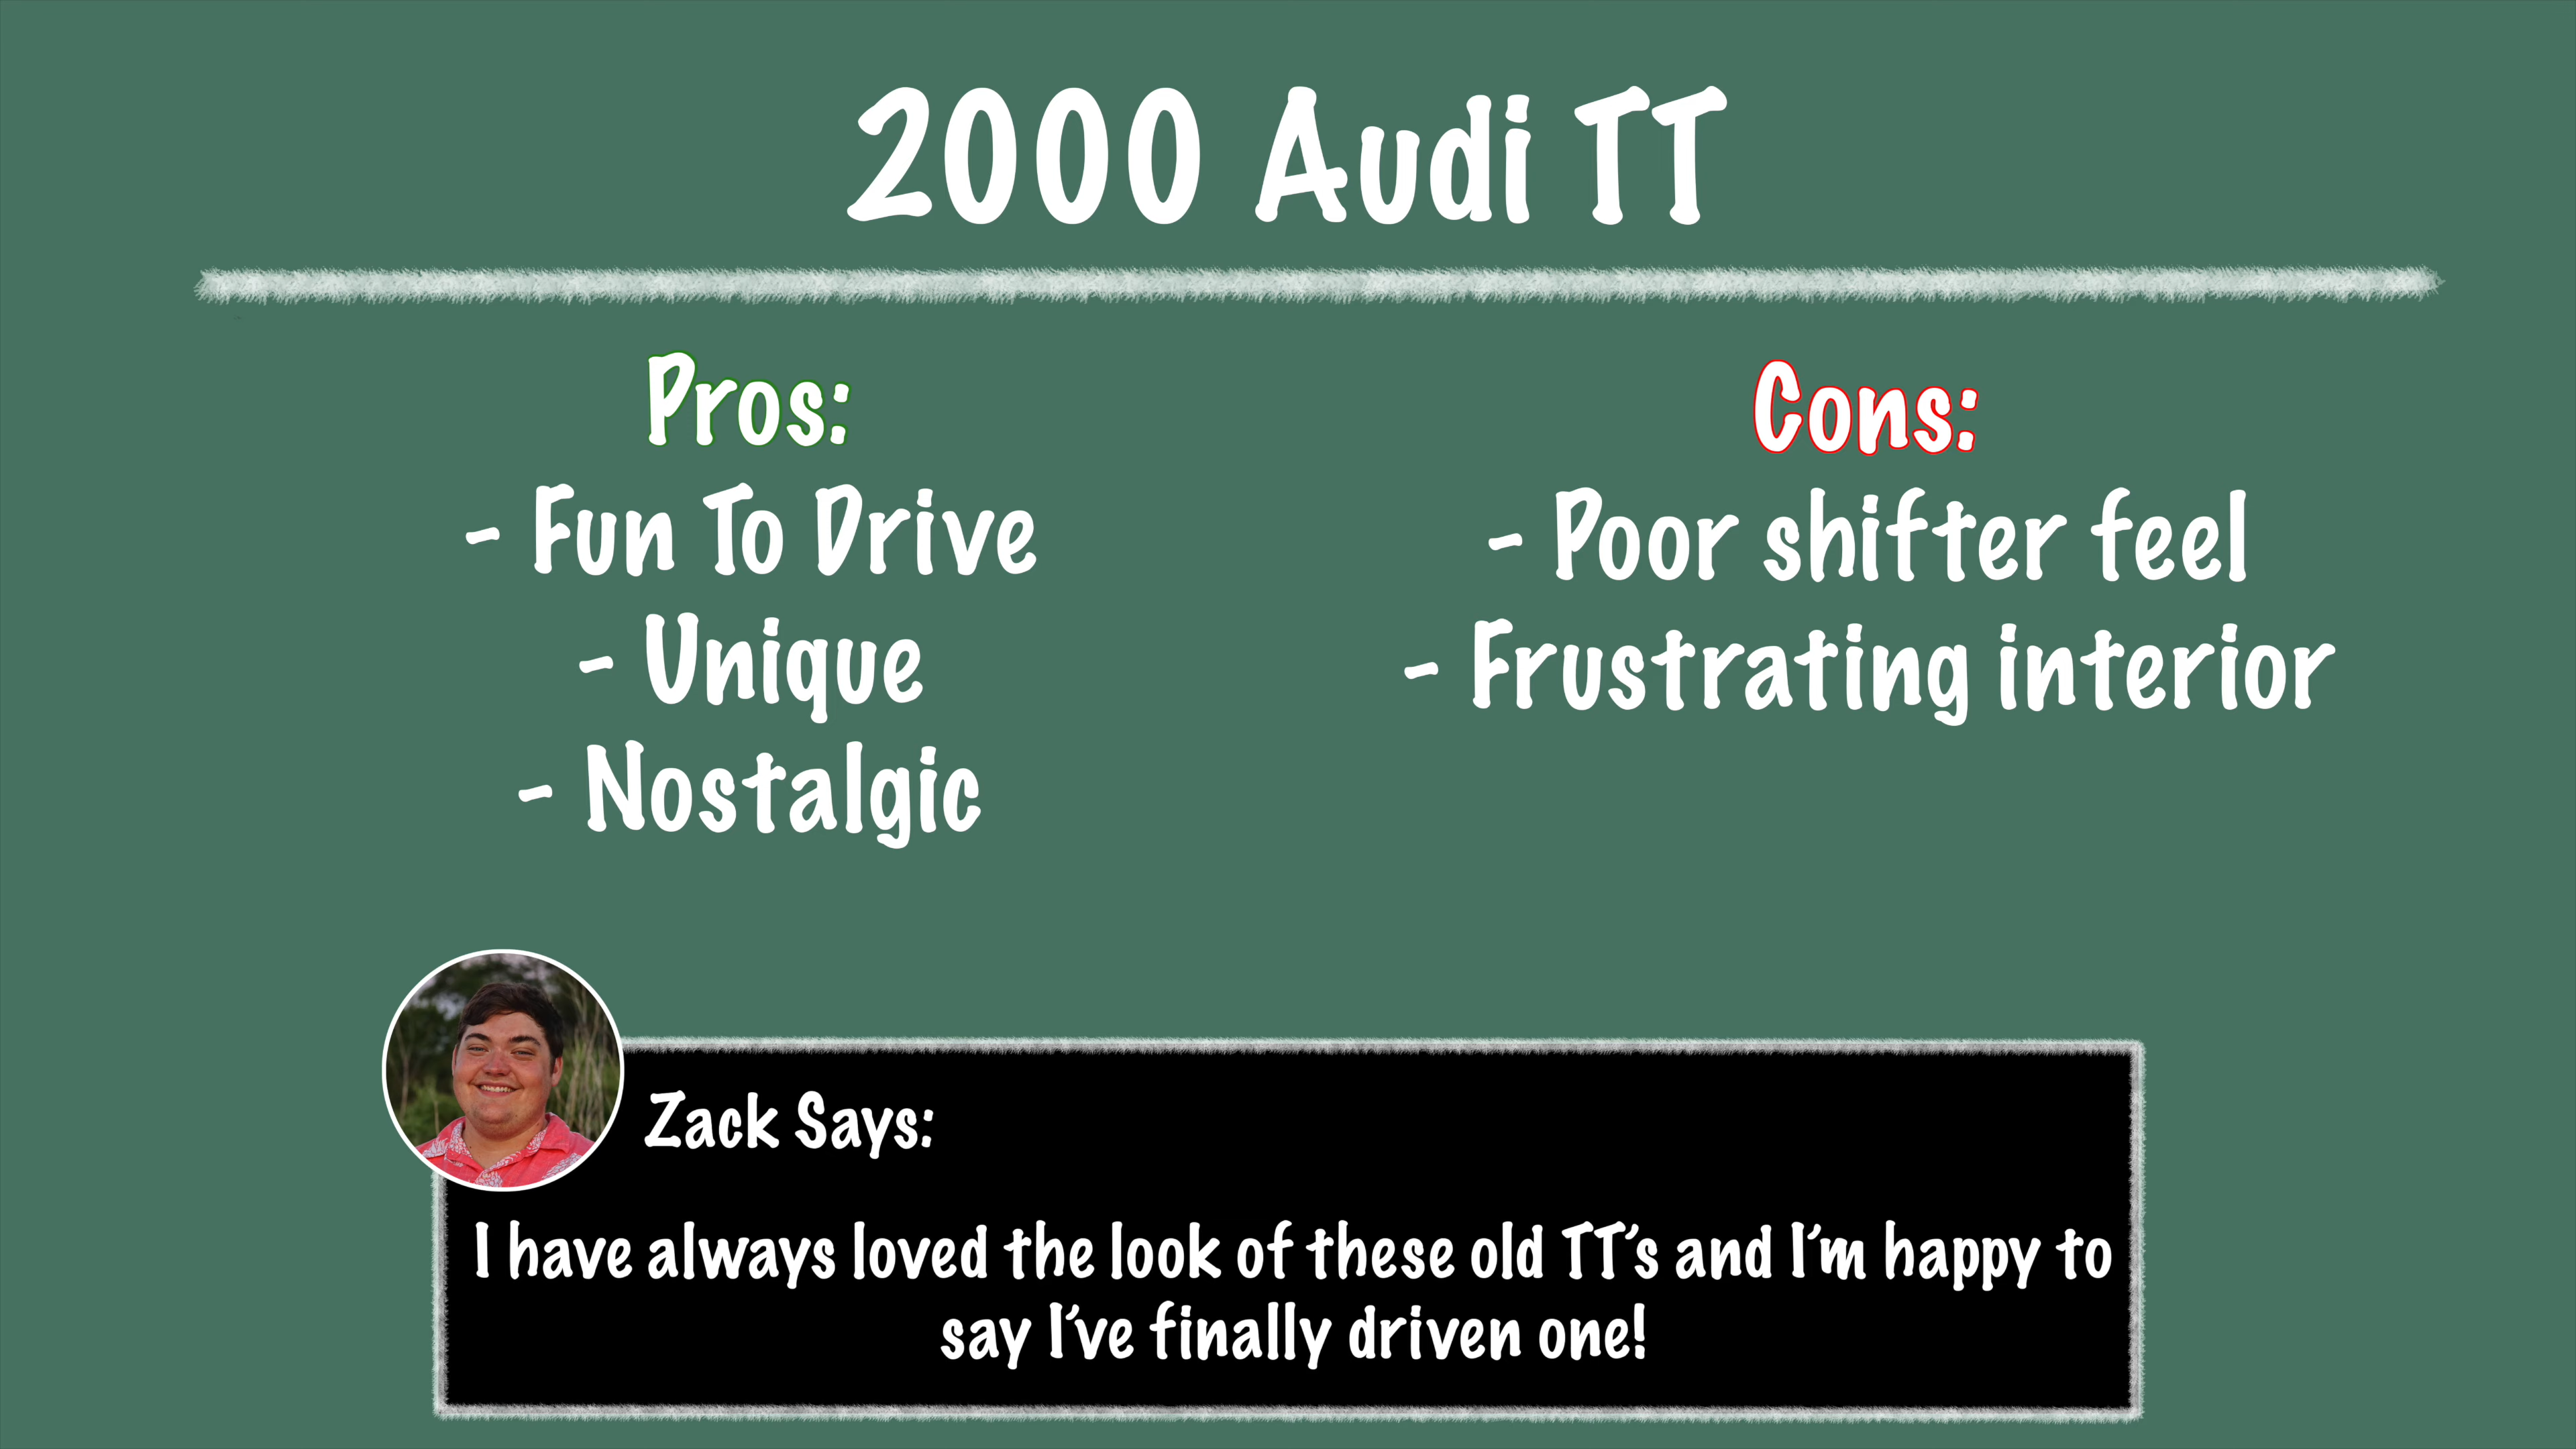 2000 Audi TT
Pros:
- Fun To Drive
- Unique
- Nostalgic
Cons:
- Poor shifter feel
- Frustrating interior
Zack Says:
I have always loved the look of these old TT’s and I’m happy to
say I’ve finally driven one!